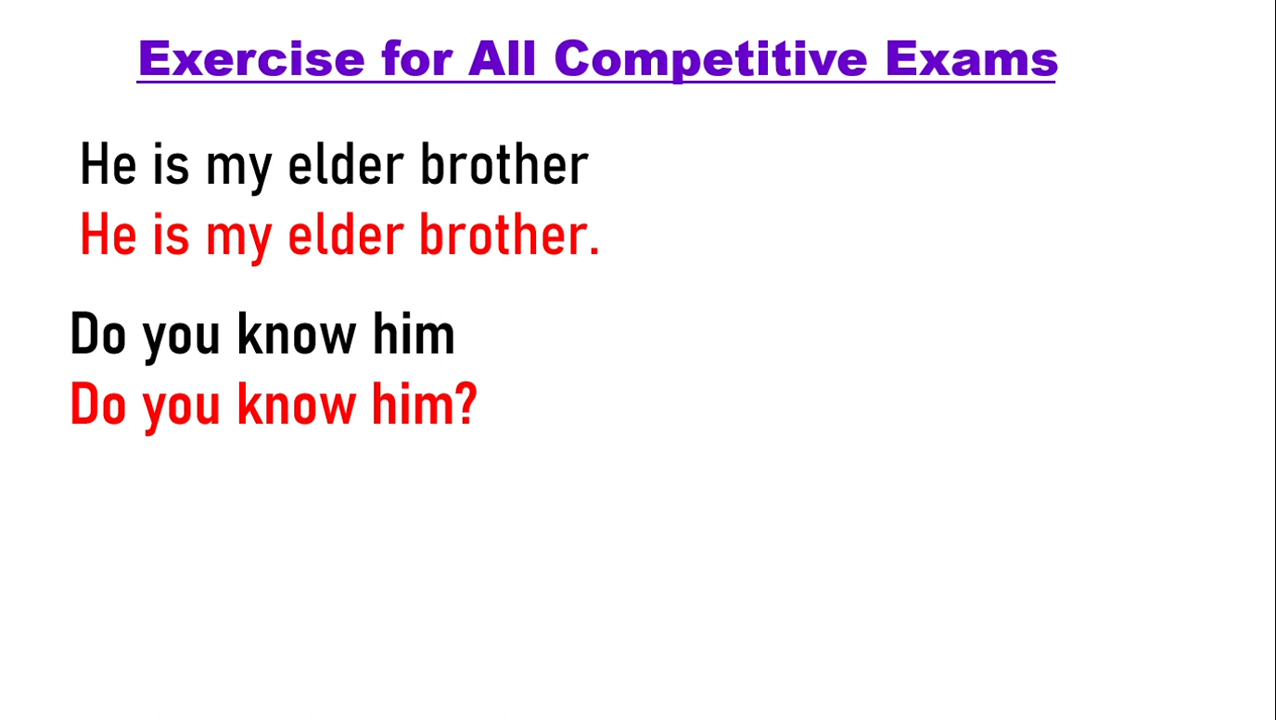 Exercise for All Competitive Exams
He is my elder brother
He is my elder brother.
Do you know him
Do you know him?